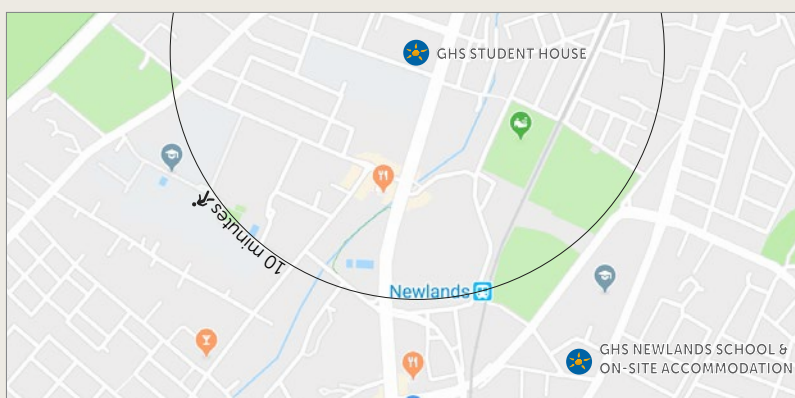 GHS STUDENT HOUSE
10 minutes
Newlands
GHS NEWLANDS SCHOOL &
ON-SITE ACCOMMODATION